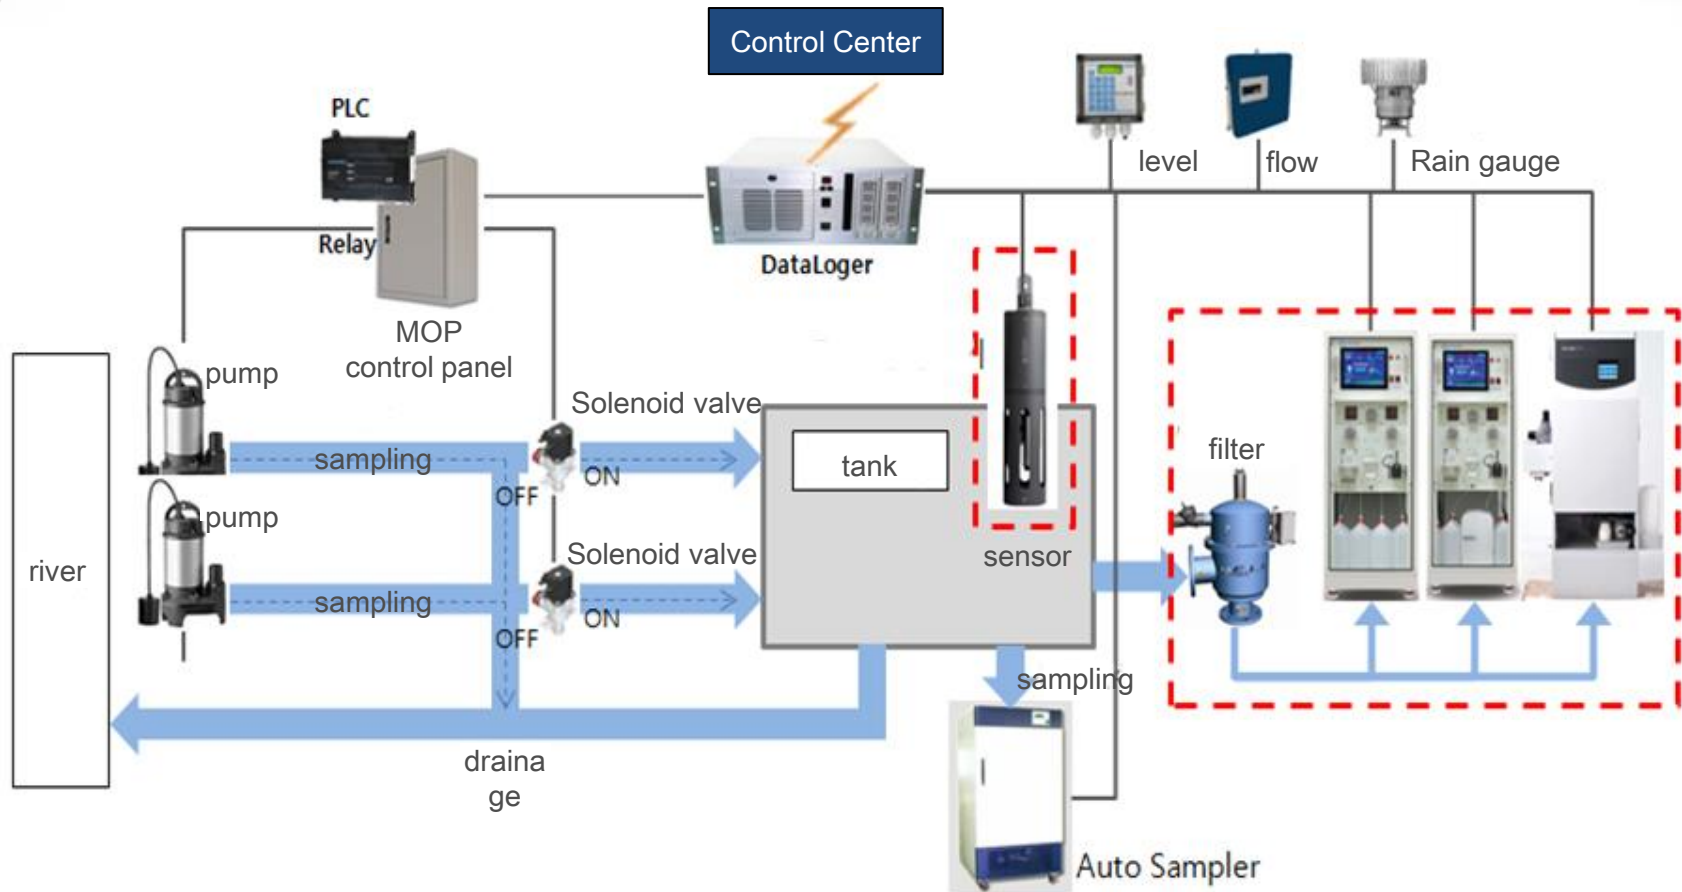 Control Center
PLC
level
flow
Rain gauge
Relay
DataLoger
MOP
control panel
pump
Solenoid valve
sampling
OFF
ON
tank
filter
pump
Solenoid valve
sensor
river
sampling
OFF
ON
sampling
draina
ge
Auto Sampler